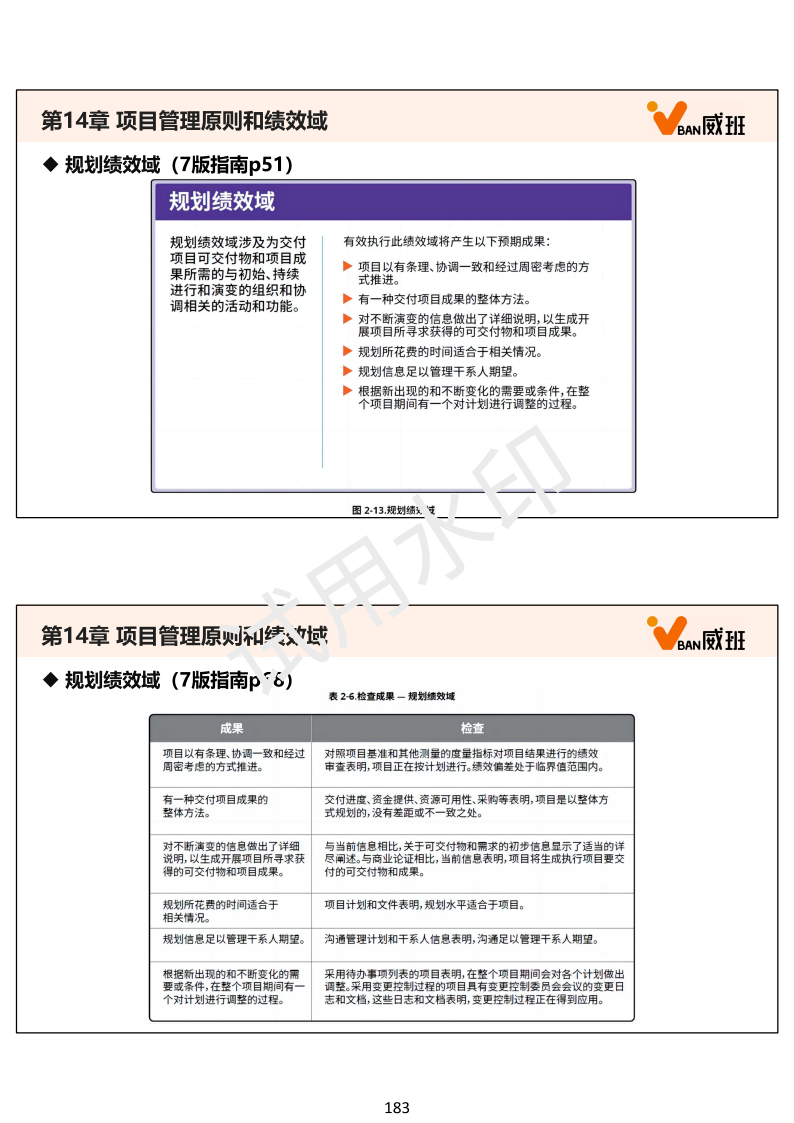 第14章 项目管理原则和绩效域
BAN威班
◆ 规划绩效域（7版指南p51）
规划绩效域
规划绩效域涉及为交付
项目可交付物和项目成
果所需的与初始、持续
进行和演变的组织和协
调相关的活动和功能。
有效执行此绩效域将产生以下预期成果：
▶ 项目以有条理、协调一致和经过周密考虑的方
式推进。
▶ 有一种交付项目成果的整体方法。
▶ 对不断演变的信息做出了详细说明，以生成开
展项目所寻求获得的可交付物和项目成果。
▶ 规划所花费的时间适合于相关情况。
▶ 规划信息足以管理干系人期望。
▶ 根据新出现的和不断变化的需要或条件，在整
个项目期间有一个对计划进行调整的过程。
图 2-13.规划绩效域
试用水印
第14章 项目管理原则和绩效域
BAN威班
◆ 规划绩效域（7版指南p68）
表 2-6.检查成果 — 规划绩效域
成果
检查
项目以有条理、协调一致和经过
周密考虑的方式推进。
对照项目基准和其他测量的度量指标对项目结果进行的绩效
审查表明，项目正在按计划进行。绩效偏差处于临界值范围内。
有一种交付项目成果的
整体方法。
交付进度、资金提供、资源可用性、采购等表明，项目是以整体方
式规划的，没有差距或不一致之处。
对不断演变的信息做出了详细
说明，以生成开展项目所寻求获
得的可交付物和项目成果。
与当前信息相比，关于可交付物和需求的初步信息显示了适当的详
尽阐述。与商业论证相比，当前信息表明，项目将生成执行项目要交
付的可交付物和成果。
规划所花费的时间适合于
相关情况。
项目计划和文件表明，规划水平适合于项目。
规划信息足以管理干系人期望。
沟通管理计划和干系人信息表明，沟通足以管理干系人期望。
根据新出现的和不断变化的需
要或条件，在整个项目期间有一
个对计划进行调整的过程。
采用待办事项列表的项目表明，在整个项目期间会对各个计划做出
调整。采用变更控制过程的项目具有变更控制委员会会议的变更日
志和文档，这些日志和文档表明，变更控制过程正在得到应用。
183